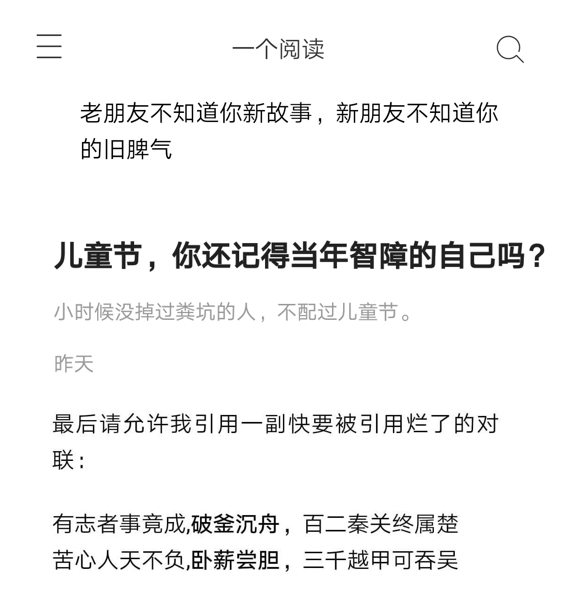 一个阅读
老朋友不知道你新故事，新朋友不知道你
的旧脾气
儿童节，你还记得当年智障的自己吗？
小时候没掉过粪坑的人，不配过儿童节。
昨天
最后请允许我引用一副快要被引用烂了的对
联：
有志者事竟成,破釜沉舟，百二秦关终属楚
苦心人天不负,卧薪尝胆，三千越甲可吞吴